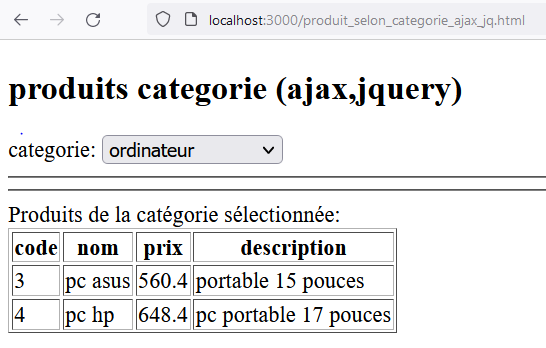 localhost:3000/produit_selon_categorie_ajax_jq.html
produits categorie (ajax,jquery)
categorie: ordinateur
Produits de la catégorie sélectionnée:
code nom prix description
3 pc asus 560.4 portable 15 pouces
4 pc hp 648.4 pc portable 17 pouces